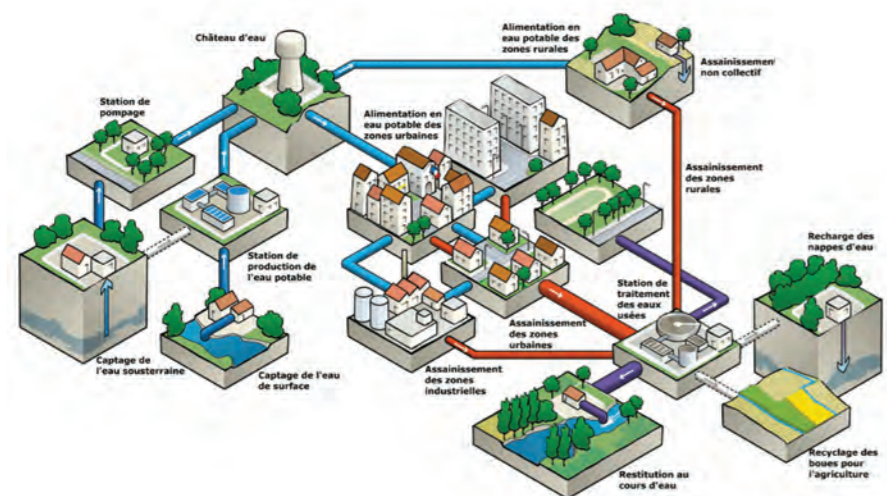 Château d'eau
Alimentation en
eau potable des
zones rurales
Assainissement
non collectif
Station de
pompage
Alimentation en
eau potable des
zones urbaines
Assainissement
des zones
rurales
Recharge des
nappes d'eau
Station de
production de
l'eau potable
Station de
traitement
des eaux
usées
Captage de
l'eau sousterraine
Captage de l'eau
de surface
Assainissement
des zones
urbaines
Assainissement
des zones
industrielles
Restitution au
cours d'eau
Recyclage des
boues pour
l'agriculture